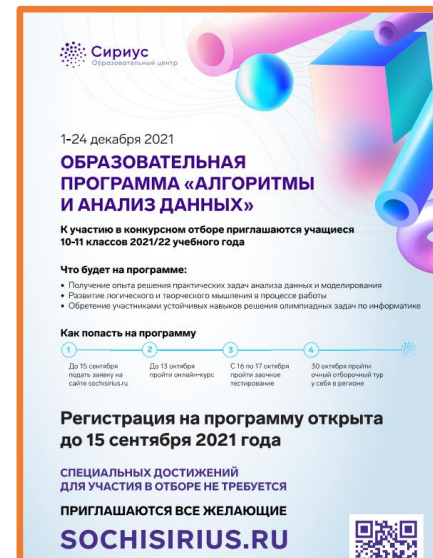 Сириус
Образовательный центр
1-24 декабря 2021
ОБРАЗОВАТЕЛЬНАЯ
ПРОГРАММА «АЛГОРИТМЫ
И АНАЛИЗ ДАННЫХ»
К участию в конкурсном отборе приглашаются учащиеся
10-11 классов 2021/22 учебного года
Что будет на программе:
• Получение опыта решения практических задач анализа данных и моделирования
• Развитие логического и творческого мышления в процессе работы
• Обретение участниками устойчивых навыков решения олимпиадных задач по информатике
Как попасть на программу
1
До 15 сентября
подать заявку на
сайте sochisirius.ru
2
До 13 октября
пройти онлайн-курс
3
С 16 по 17 октября
пройти заочное
тестирование
4
30 октября пройти
очный отборочный тур
у себя в регионе
Регистрация на программу открыта
до 15 сентября 2021 года
СПЕЦИАЛЬНЫХ ДОСТИЖЕНИЙ
ДЛЯ УЧАСТИЯ В ОТБОРЕ НЕ ТРЕБУЕТСЯ
ПРИГЛАШАЮТСЯ ВСЕ ЖЕЛАЮЩИЕ
SOCHISIRIUS.RU